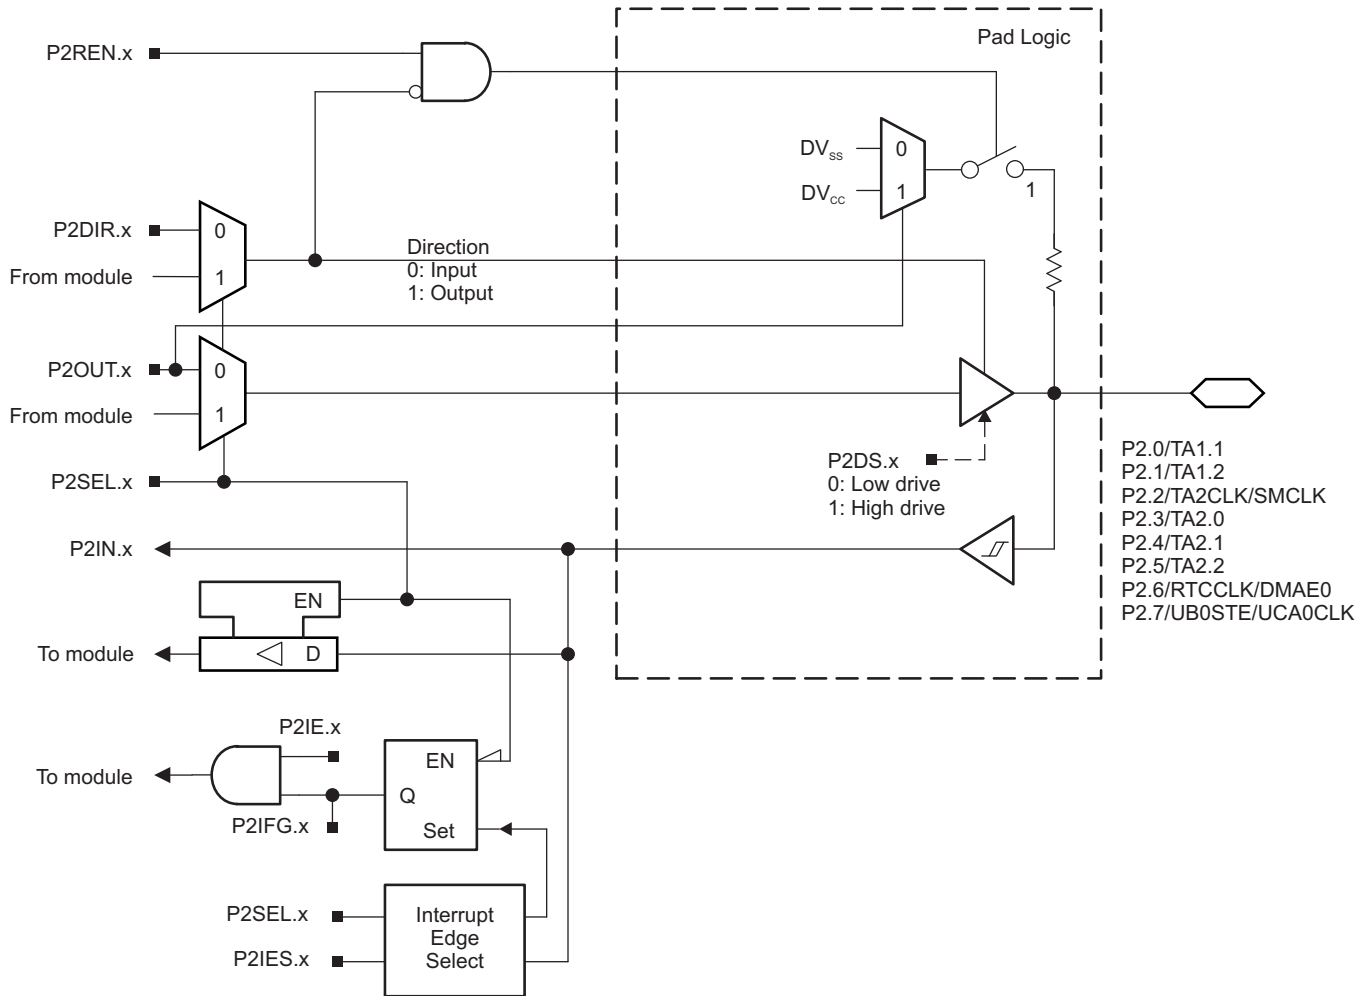 Pad Logic
P2REN.x
DVSS
0
DVCC
1
1
P2DIR.x
0
From module
1
Direction
0: Input
1: Output
P2OUT.x
0
From module
1
P2SEL.x
P2DS.x
0: Low drive
1: High drive
P2.0/TA1.1
P2.1/TA1.2
P2.2/TA2CLK/SMCLK
P2.3/TA2.0
P2.4/TA2.1
P2.5/TA2.2
P2.6/RTCCLK/DMAE0
P2.7/UB0STE/UCA0CLK
P2IN.x
EN
To module
D
P2IE.x
EN
To module
Q
P2IFG.x
Set
P2SEL.x
P2IES.x
Interrupt
Edge
Select